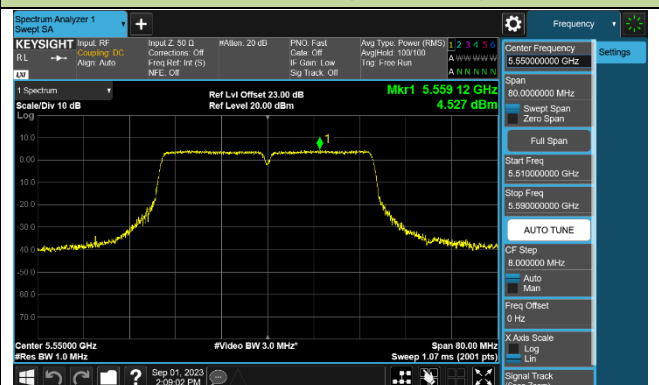 Spectrum Analyzer 1
Swept SA
+
Frequency
KEYSIGHT
Input: RF
Coupling: DC
Align: Auto
Input Z: 50 Ω
Corrections: Off
Freq Ref: Int (S)
NFE: Off
#Atten: 20 dB
PNO: Fast
Gate: Off
IF Gain: Low
Sig Track: Off
Avg Type: Power (RMS)
Avg|Hold: 100/100
Trig: Free Run
1 2 3 4 5 6
A W W W W W
A N N N N N
R L
LXI
1 Spectrum
Scale/Div 10 dB
Log
Ref Lvl Offset 23.00 dB
Ref Level 20.00 dBm
Mkr1 5.559 12 GHz
4.527 dBm
1
10.0
0.00
-10.0
-20.0
-30.0
-40.0
-50.0
-60.0
-70.0
Center 5.55000 GHz
#Res BW 1.0 MHz
#Video BW 3.0 MHz*
Span 80.00 MHz
Sweep 1.07 ms (2001 pts)
Sep 01, 2023
2:09:02 PM
?
Center Frequency
5.550000000 GHz
Span
80.0000000 MHz
Swept Span
Zero Span
Full Span
Start Freq
5.510000000 GHz
Stop Freq
5.590000000 GHz
AUTO TUNE
CF Step
8.000000 MHz
Auto
Man
Freq Offset
0 Hz
X Axis Scale
Log
Lin
Signal Track
(Span Zoom)
Settings